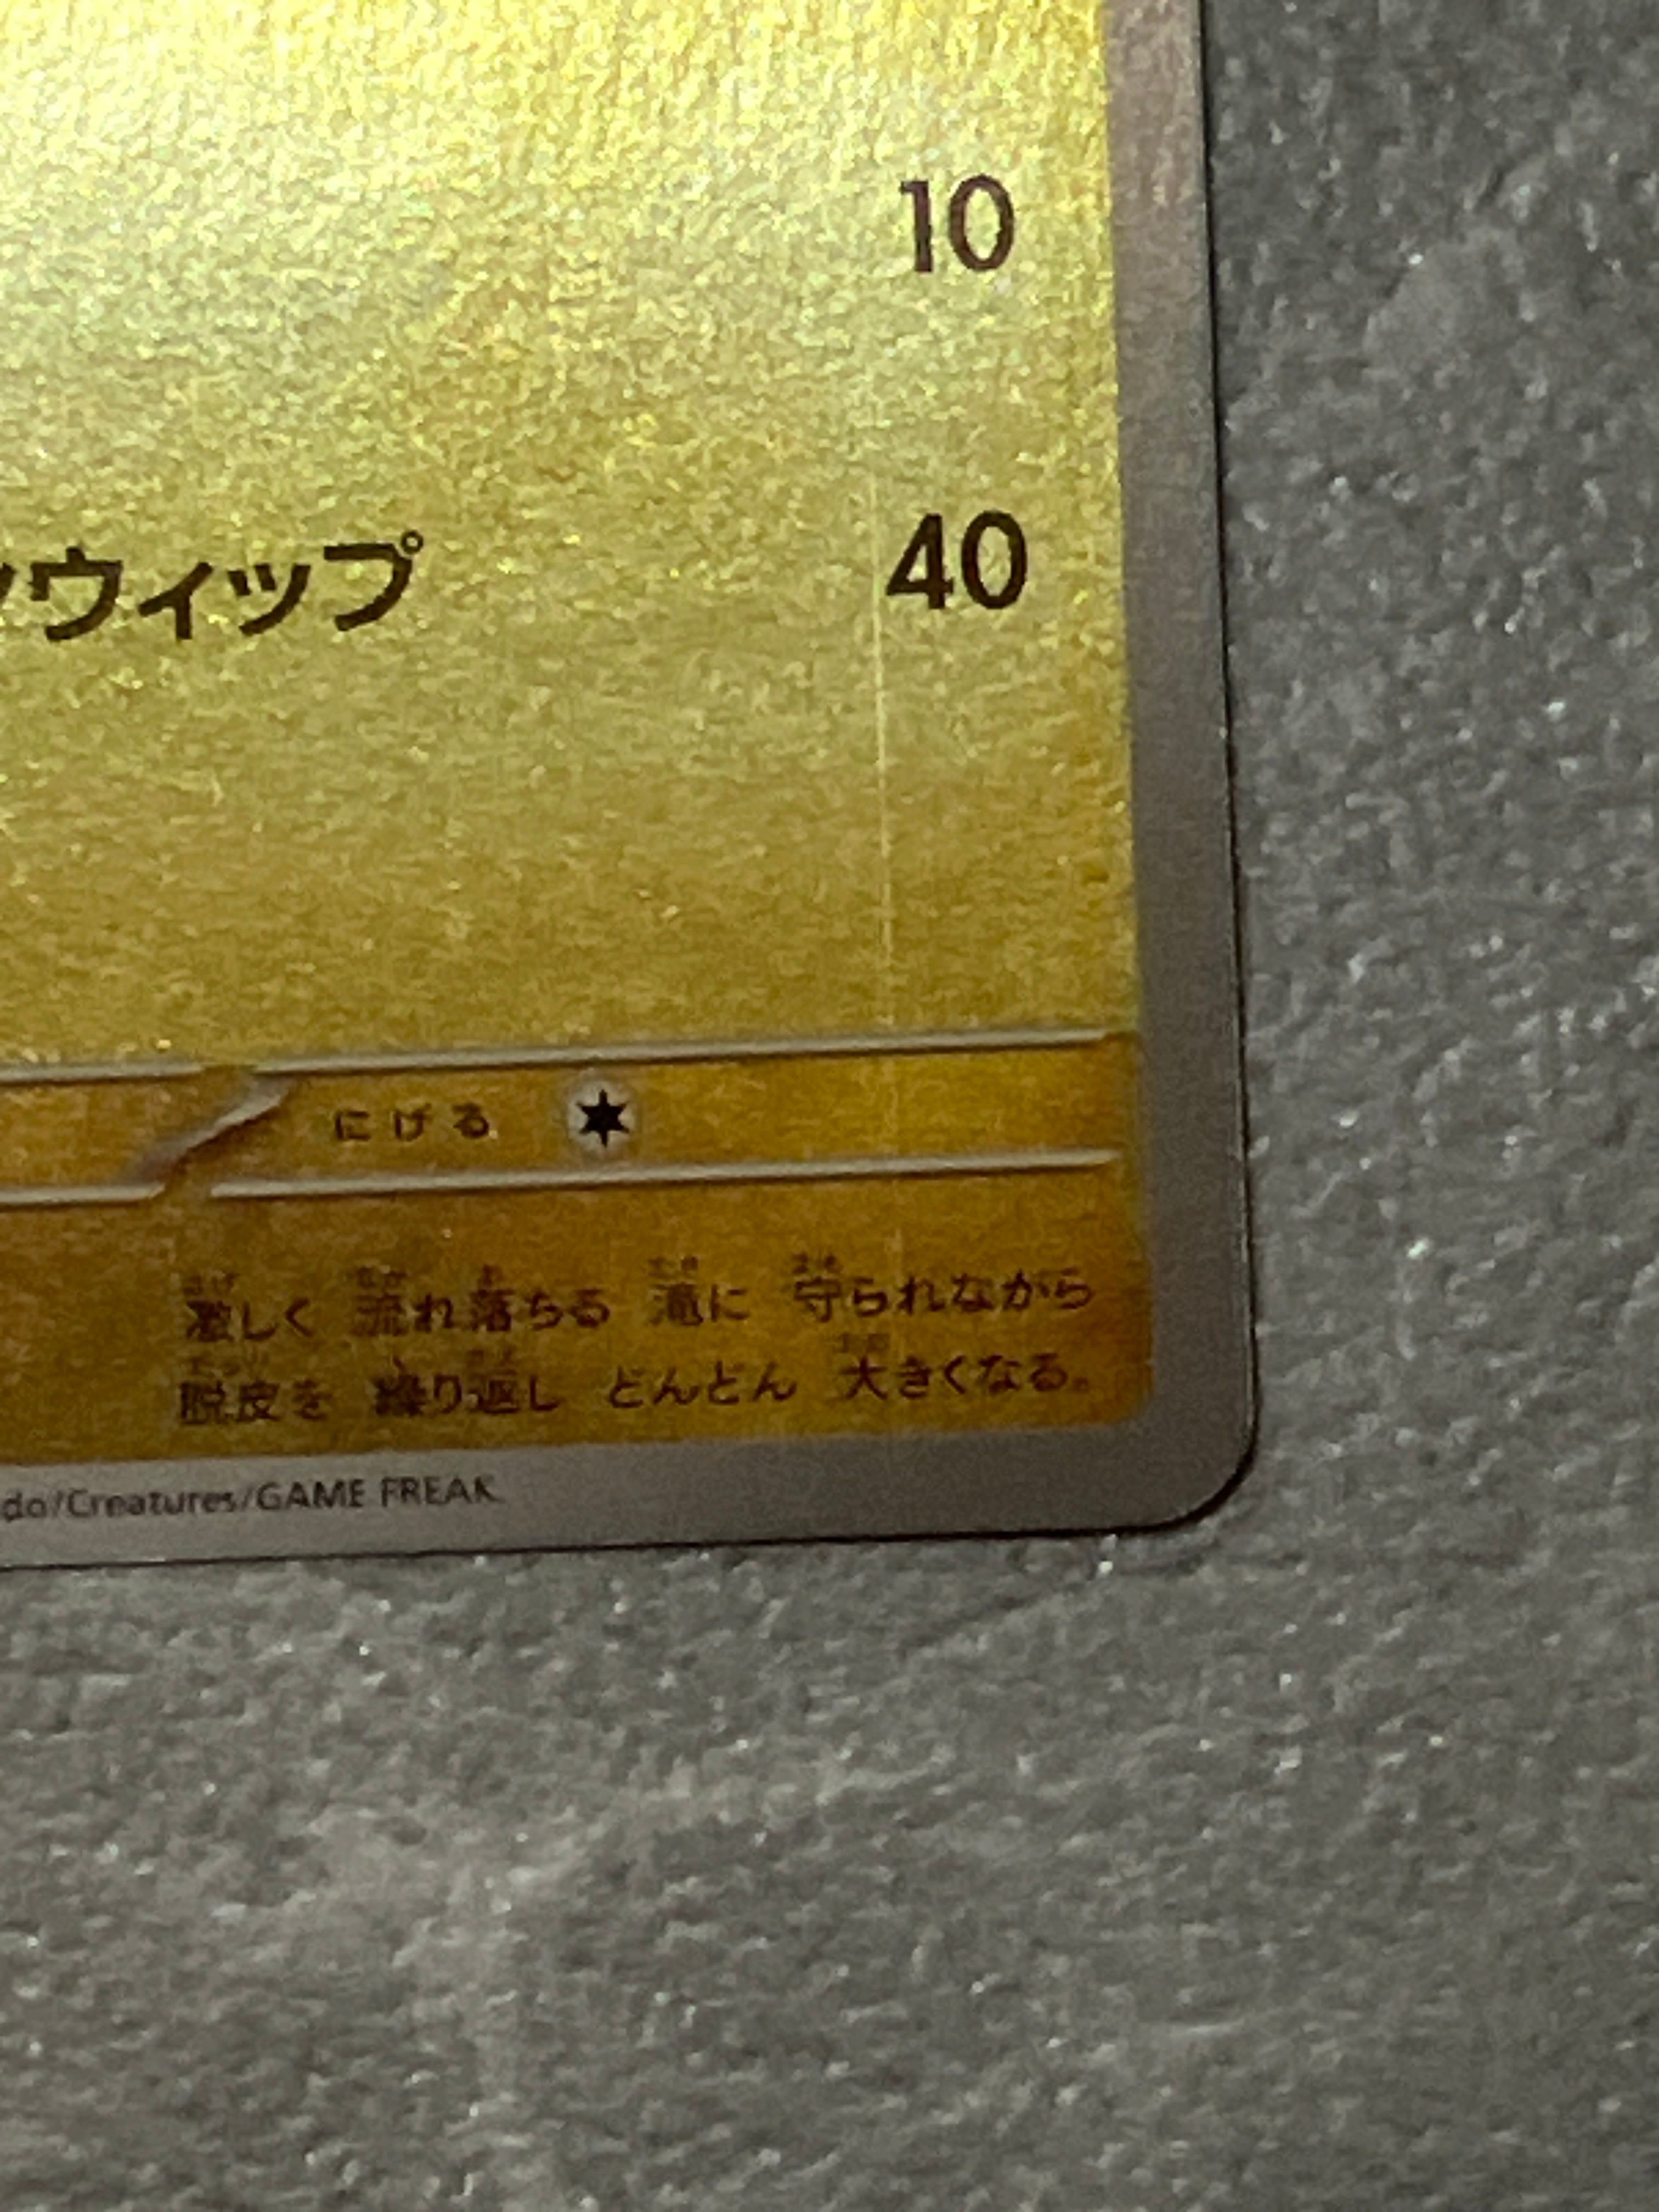 10
ウィップ 40
にげる
激しく 流れ落ちる 滝に 守られながら
脱皮を 繰り返し どんどん 大きくなる。
do/Creatures/GAME FREAK